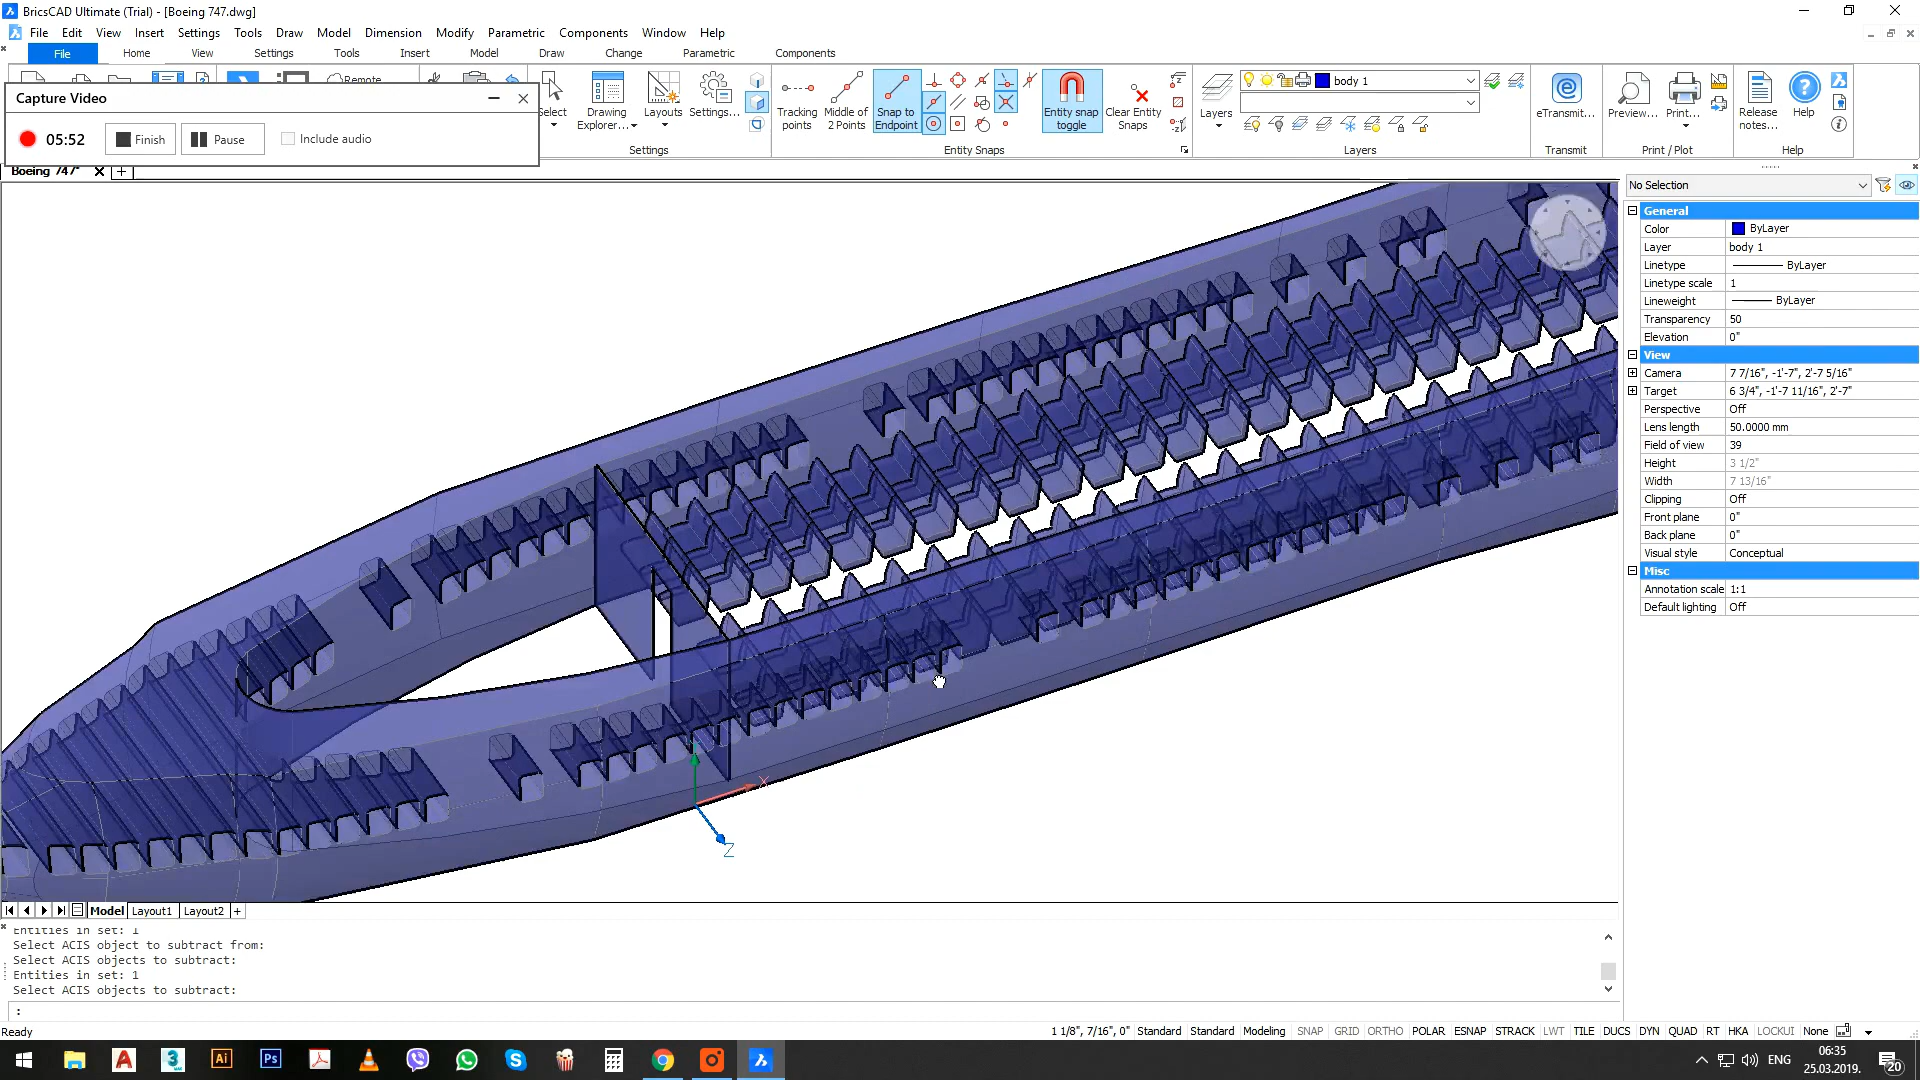 BricsCAD Ultimate (Trial) - [Boeing 747.dwg]
File Edit View Insert Settings Tools Draw Model Dimension Modify Parametric Components Window Help
File Home View Settings Tools Insert Model Draw Change Parametric Components
Remote
Capture Video
05:52 Finish Pause Include audio
Select
Drawing Explorer...
Layouts
Settings...
Settings
Tracking points
Middle of 2 Points
Snap to Endpoint
Entity snap toggle
Clear Entity Snaps
Entity Snaps
Layers
body 1
Layers
eTransmit...
Transmit
Preview...
Print...
Print / Plot
Release notes...
Help
Help
Boeing 747*
No Selection
General
Color ByLayer
Layer body 1
Linetype ByLayer
Linetype scale 1
Lineweight ByLayer
Transparency 50
Elevation 0"
View
Camera 7 7/16", -1'-7", 2'-7 5/16"
Target 6 3/4", -1'-7 11/16", 2'-7"
Perspective Off
Lens length 50.0000 mm
Field of view 39
Height 3 1/2"
Width 7 13/16"
Clipping Off
Front plane 0"
Back plane 0"
Visual style Conceptual
Misc
Annotation scale 1:1
Default lighting Off
X
Z
Model Layout1 Layout2 +
Entities in set: 1
Select ACIS object to subtract from:
Select ACIS objects to subtract:
Entities in set: 1
Select ACIS objects to subtract:
:
Ready
1 1/8", 7/16", 0" Standard Standard Modeling SNAP GRID ORTHO POLAR ESNAP STRACK LWT TILE DUCS DYN QUAD RT HKA LOCKUI None
ENG
06:35
25.03.2019.
20